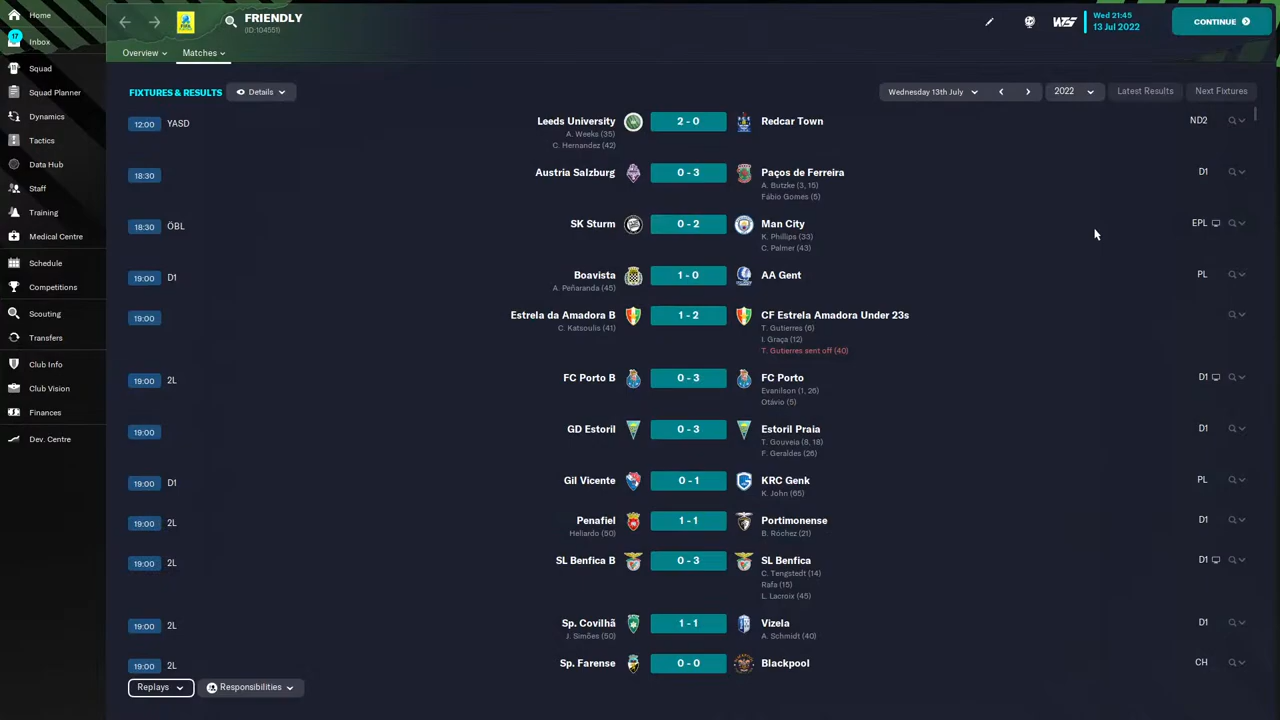 Home
17
Inbox
Squad
Squad Planner
Dynamics
Tactics
Data Hub
Staff
Training
Medical Centre
Schedule
Competitions
Scouting
Transfers
Club Info
Club Vision
Finances
Dev. Centre
FRIENDLY
(ID:104551)
Wed 21:45
13 Jul 2022
CONTINUE
Overview
Matches
FIXTURES & RESULTS
Details
Wednesday 13th July
2022
Latest Results
Next Fixtures
12:00 YASD Leeds University 2 - 0 Redcar Town ND2
A. Weeks (35)
C. Hernandez (42)
18:30 Austria Salzburg 0 - 3 Paços de Ferreira D1
A. Butzke (3, 15)
Fábio Gomes (5)
18:30 ÖBL SK Sturm 0 - 2 Man City EPL
K. Phillips (33)
C. Palmer (43)
19:00 D1 Boavista 1 - 0 AA Gent PL
A. Peñaranda (45)
19:00 Estrela da Amadora B 1 - 2 CF Estrela Amadora Under 23s
C. Katsoulis (41) T. Gutierres (6)
I. Graça (12)
T. Gutierres sent off (40)
19:00 2L FC Porto B 0 - 3 FC Porto D1
Evanilson (1, 26)
Otávio (5)
19:00 GD Estoril 0 - 3 Estoril Praia D1
T. Gouveia (8, 18)
F. Geraldes (26)
19:00 D1 Gil Vicente 0 - 1 KRC Genk PL
K. John (65)
19:00 2L Penafiel 1 - 1 Portimonense D1
Heliardo (50) B. Róchez (21)
19:00 2L SL Benfica B 0 - 3 SL Benfica D1
C. Tengstedt (14)
Rafa (15)
L. Lacroix (45)
19:00 2L Sp. Covilhã 1 - 1 Vizela D1
J. Simões (50) A. Schmidt (40)
19:00 2L Sp. Farense 0 - 0 Blackpool CH
Replays
Responsibilities